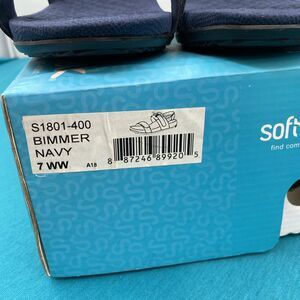 S1801-400
BIMMER
NAVY
7 WW
A18
8 87246 89920 5
soft
find com